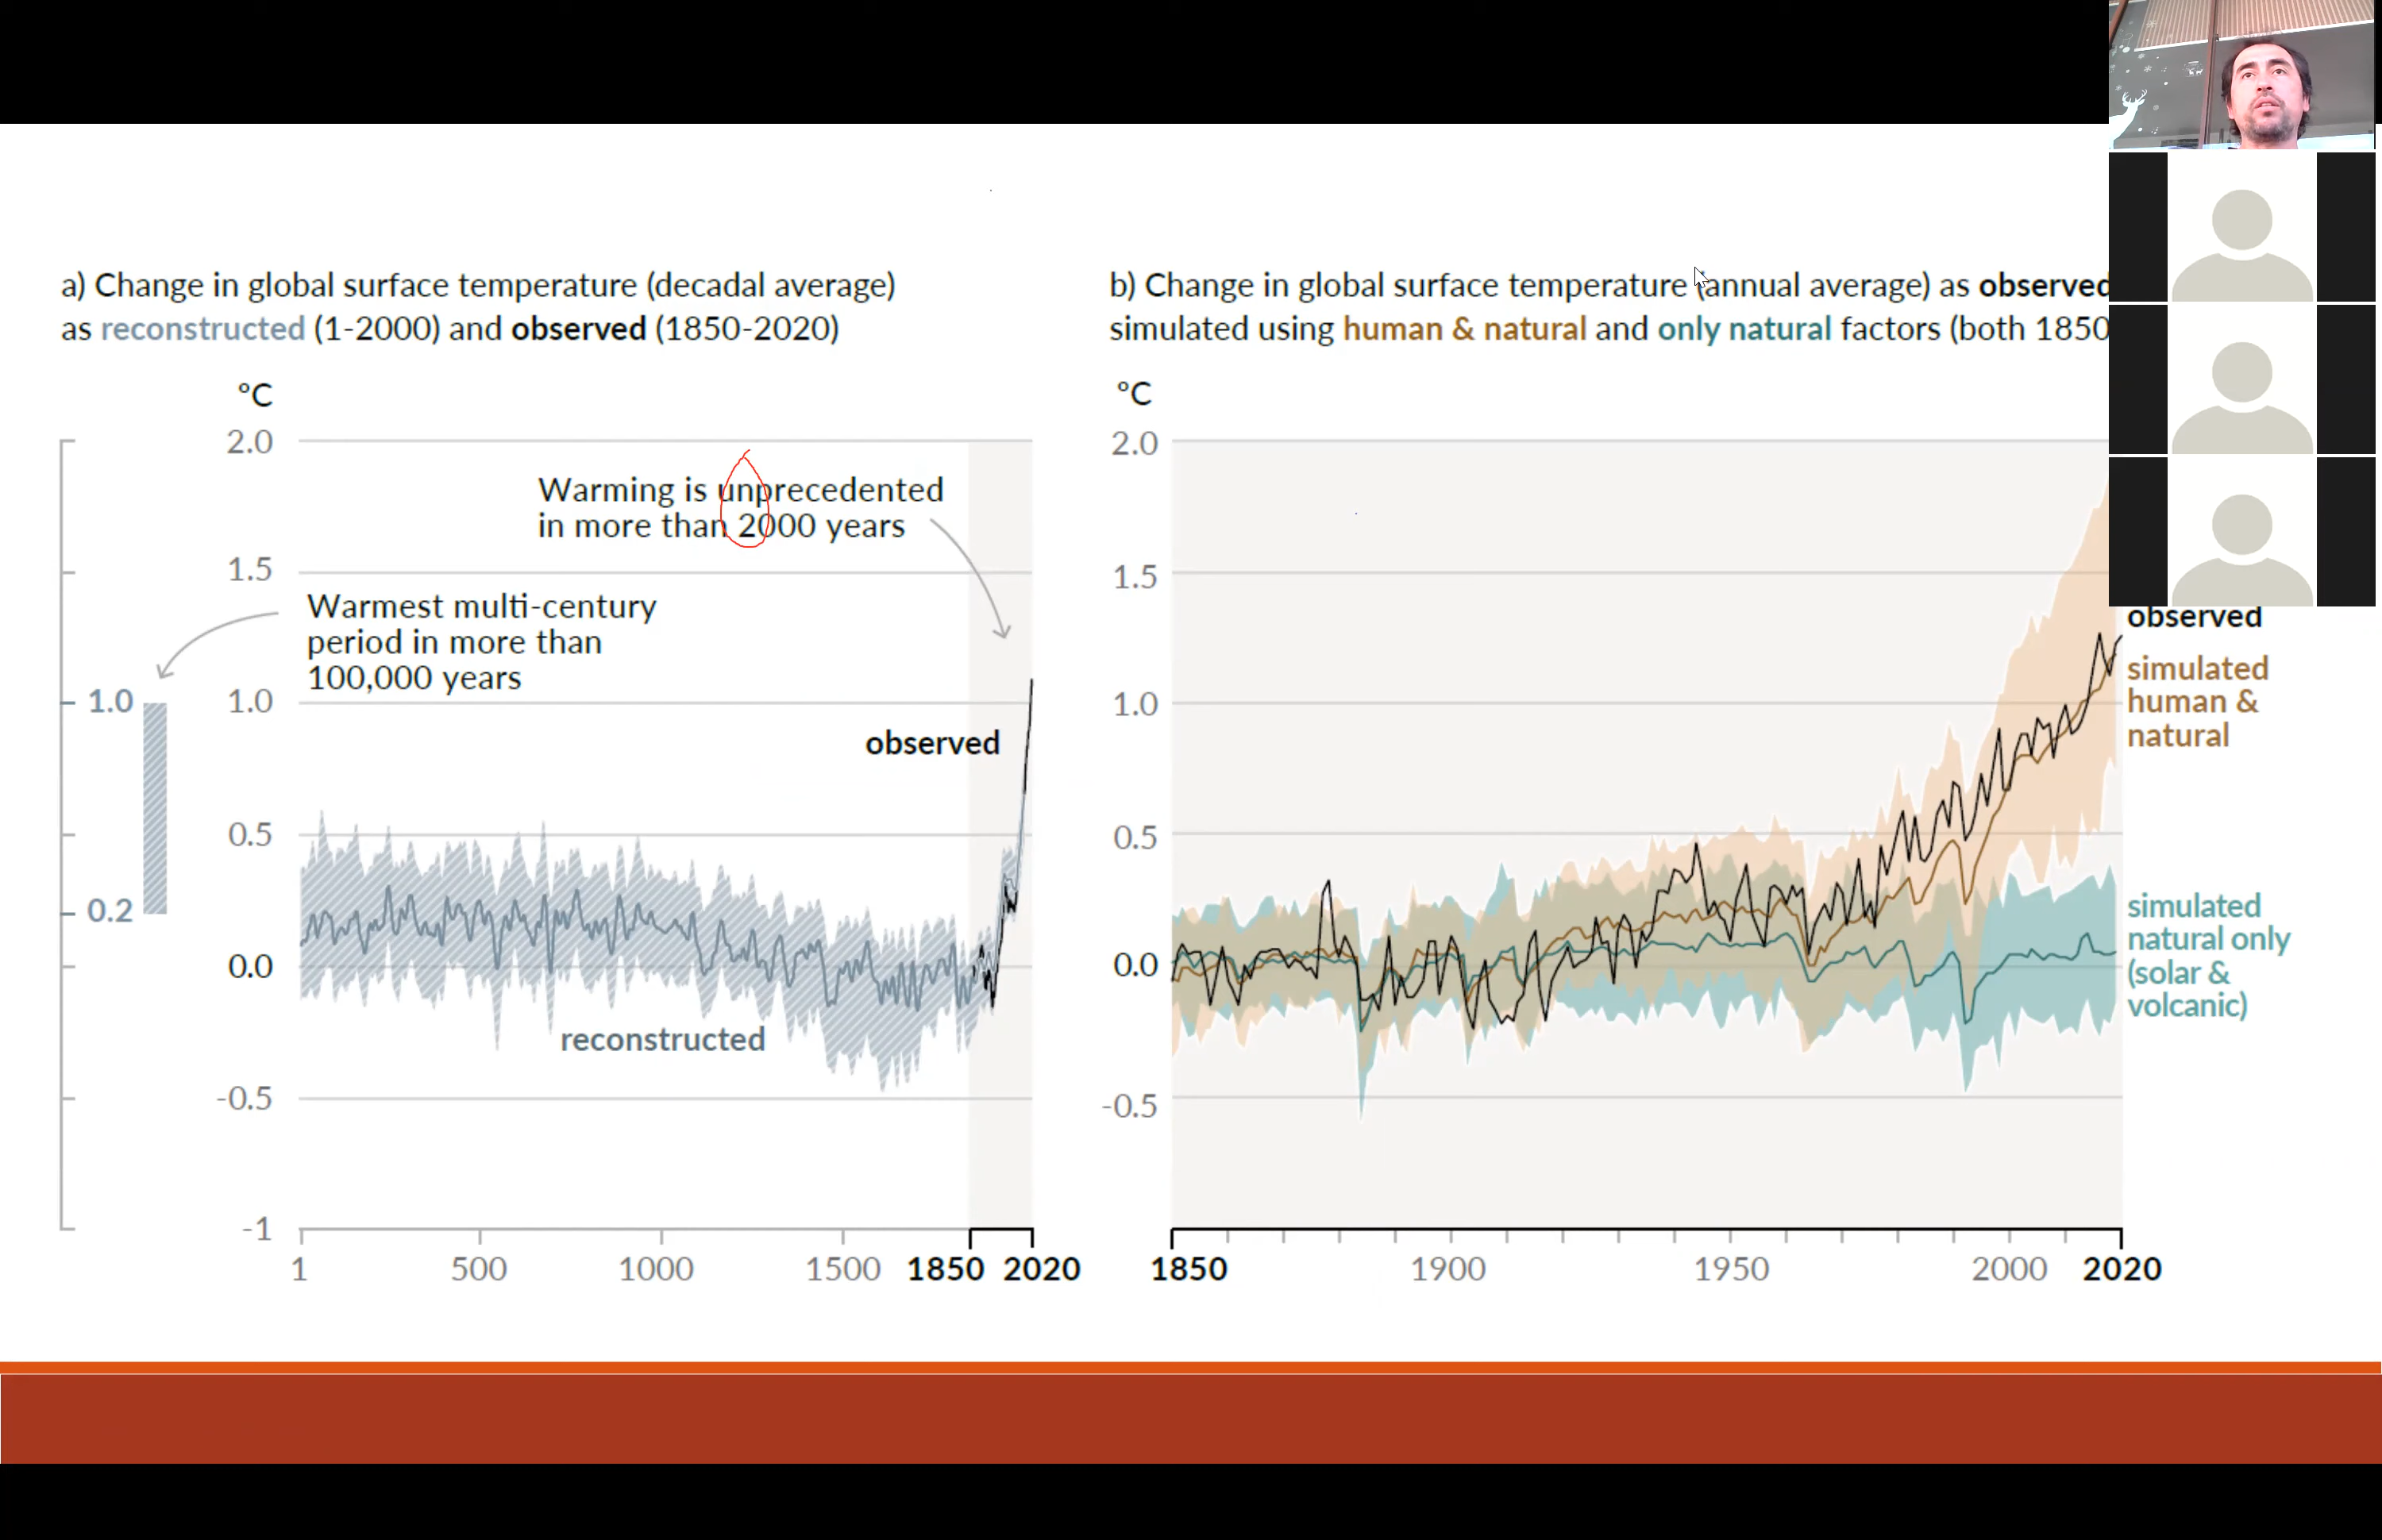 a) Change in global surface temperature (decadal average)
as reconstructed (1-2000) and observed (1850-2020)
°C
2.0
1.5
1.0
0.5
0.0
-0.5
-1
1.0
0.2
Warming is unprecedented
in more than 2000 years
Warmest multi-century
period in more than
100,000 years
observed
reconstructed
1 500 1000 1500 1850 2020
b) Change in global surface temperature (annual average) as observed
simulated using human & natural and only natural factors (both 1850
°C
2.0
1.5
1.0
0.5
0.0
-0.5
observed
simulated
human &
natural
simulated
natural only
(solar &
volcanic)
1850 1900 1950 2000 2020